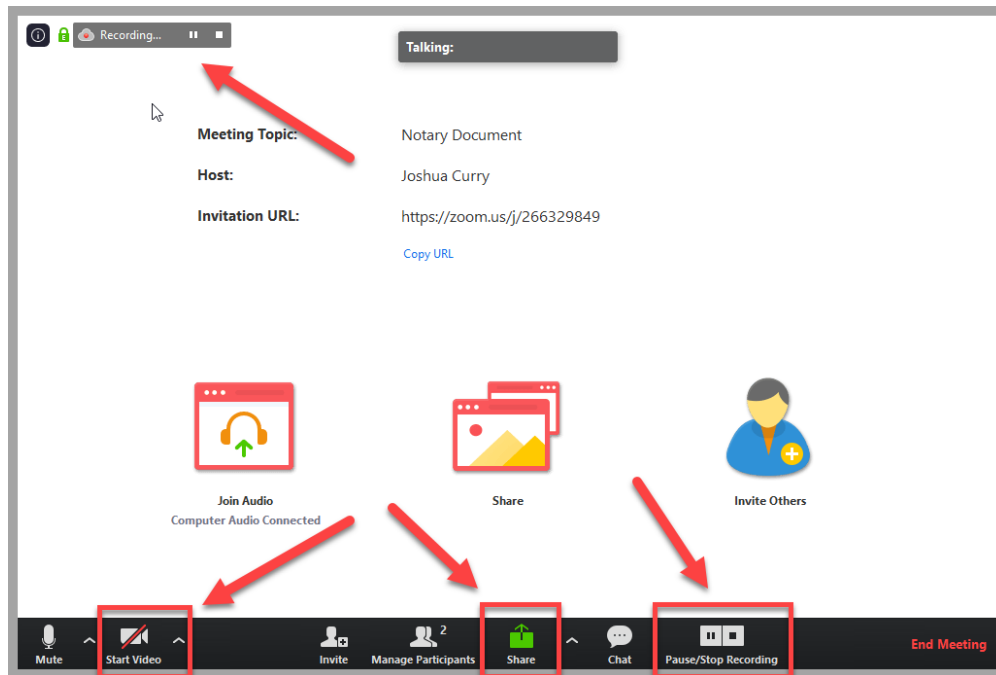 Recording...
Talking:
Meeting Topic: Notary Document
Host: Joshua Curry
Invitation URL: https://zoom.us/j/266329849
Copy URL
Join Audio Share Invite Others
Computer Audio Connected
2
Mute Start Video Invite Manage Participants Share Chat Pause/Stop Recording End Meeting